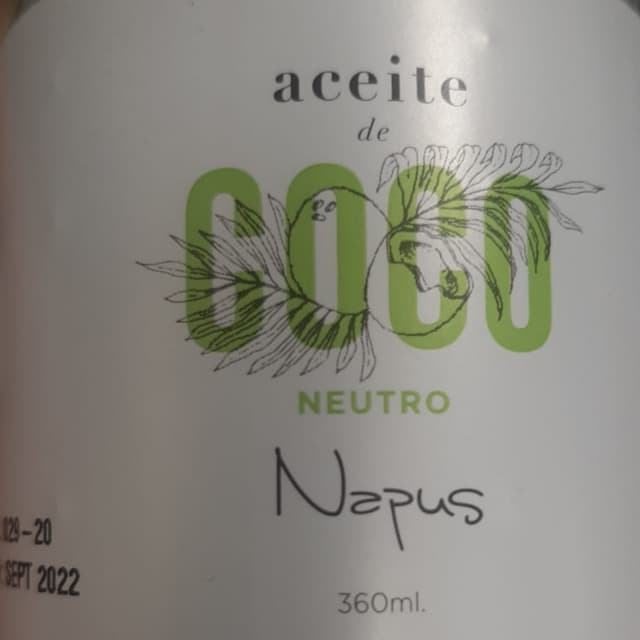 aceite
de
COCO
NEUTRO
Napus
029-20
SEPT 2022
360ml.